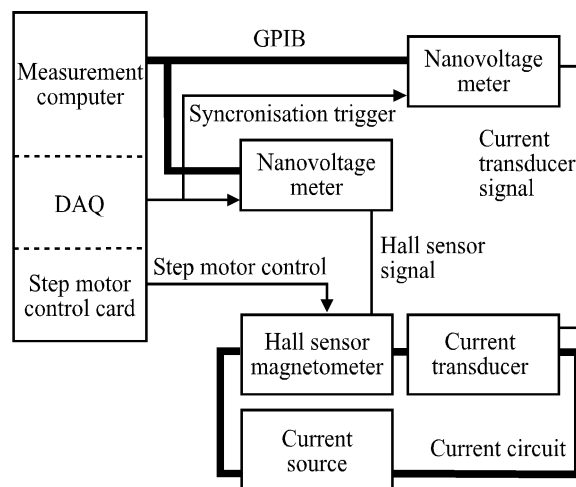 GPIB
Nanovoltage
meter
Measurement
computer
Syncronisation trigger
Current
transducer
signal
Nanovoltage
meter
DAQ
Hall sensor
signal
Step motor control
Step motor
control card
Hall sensor
magnetometer
Current
transducer
Current
source
Current circuit